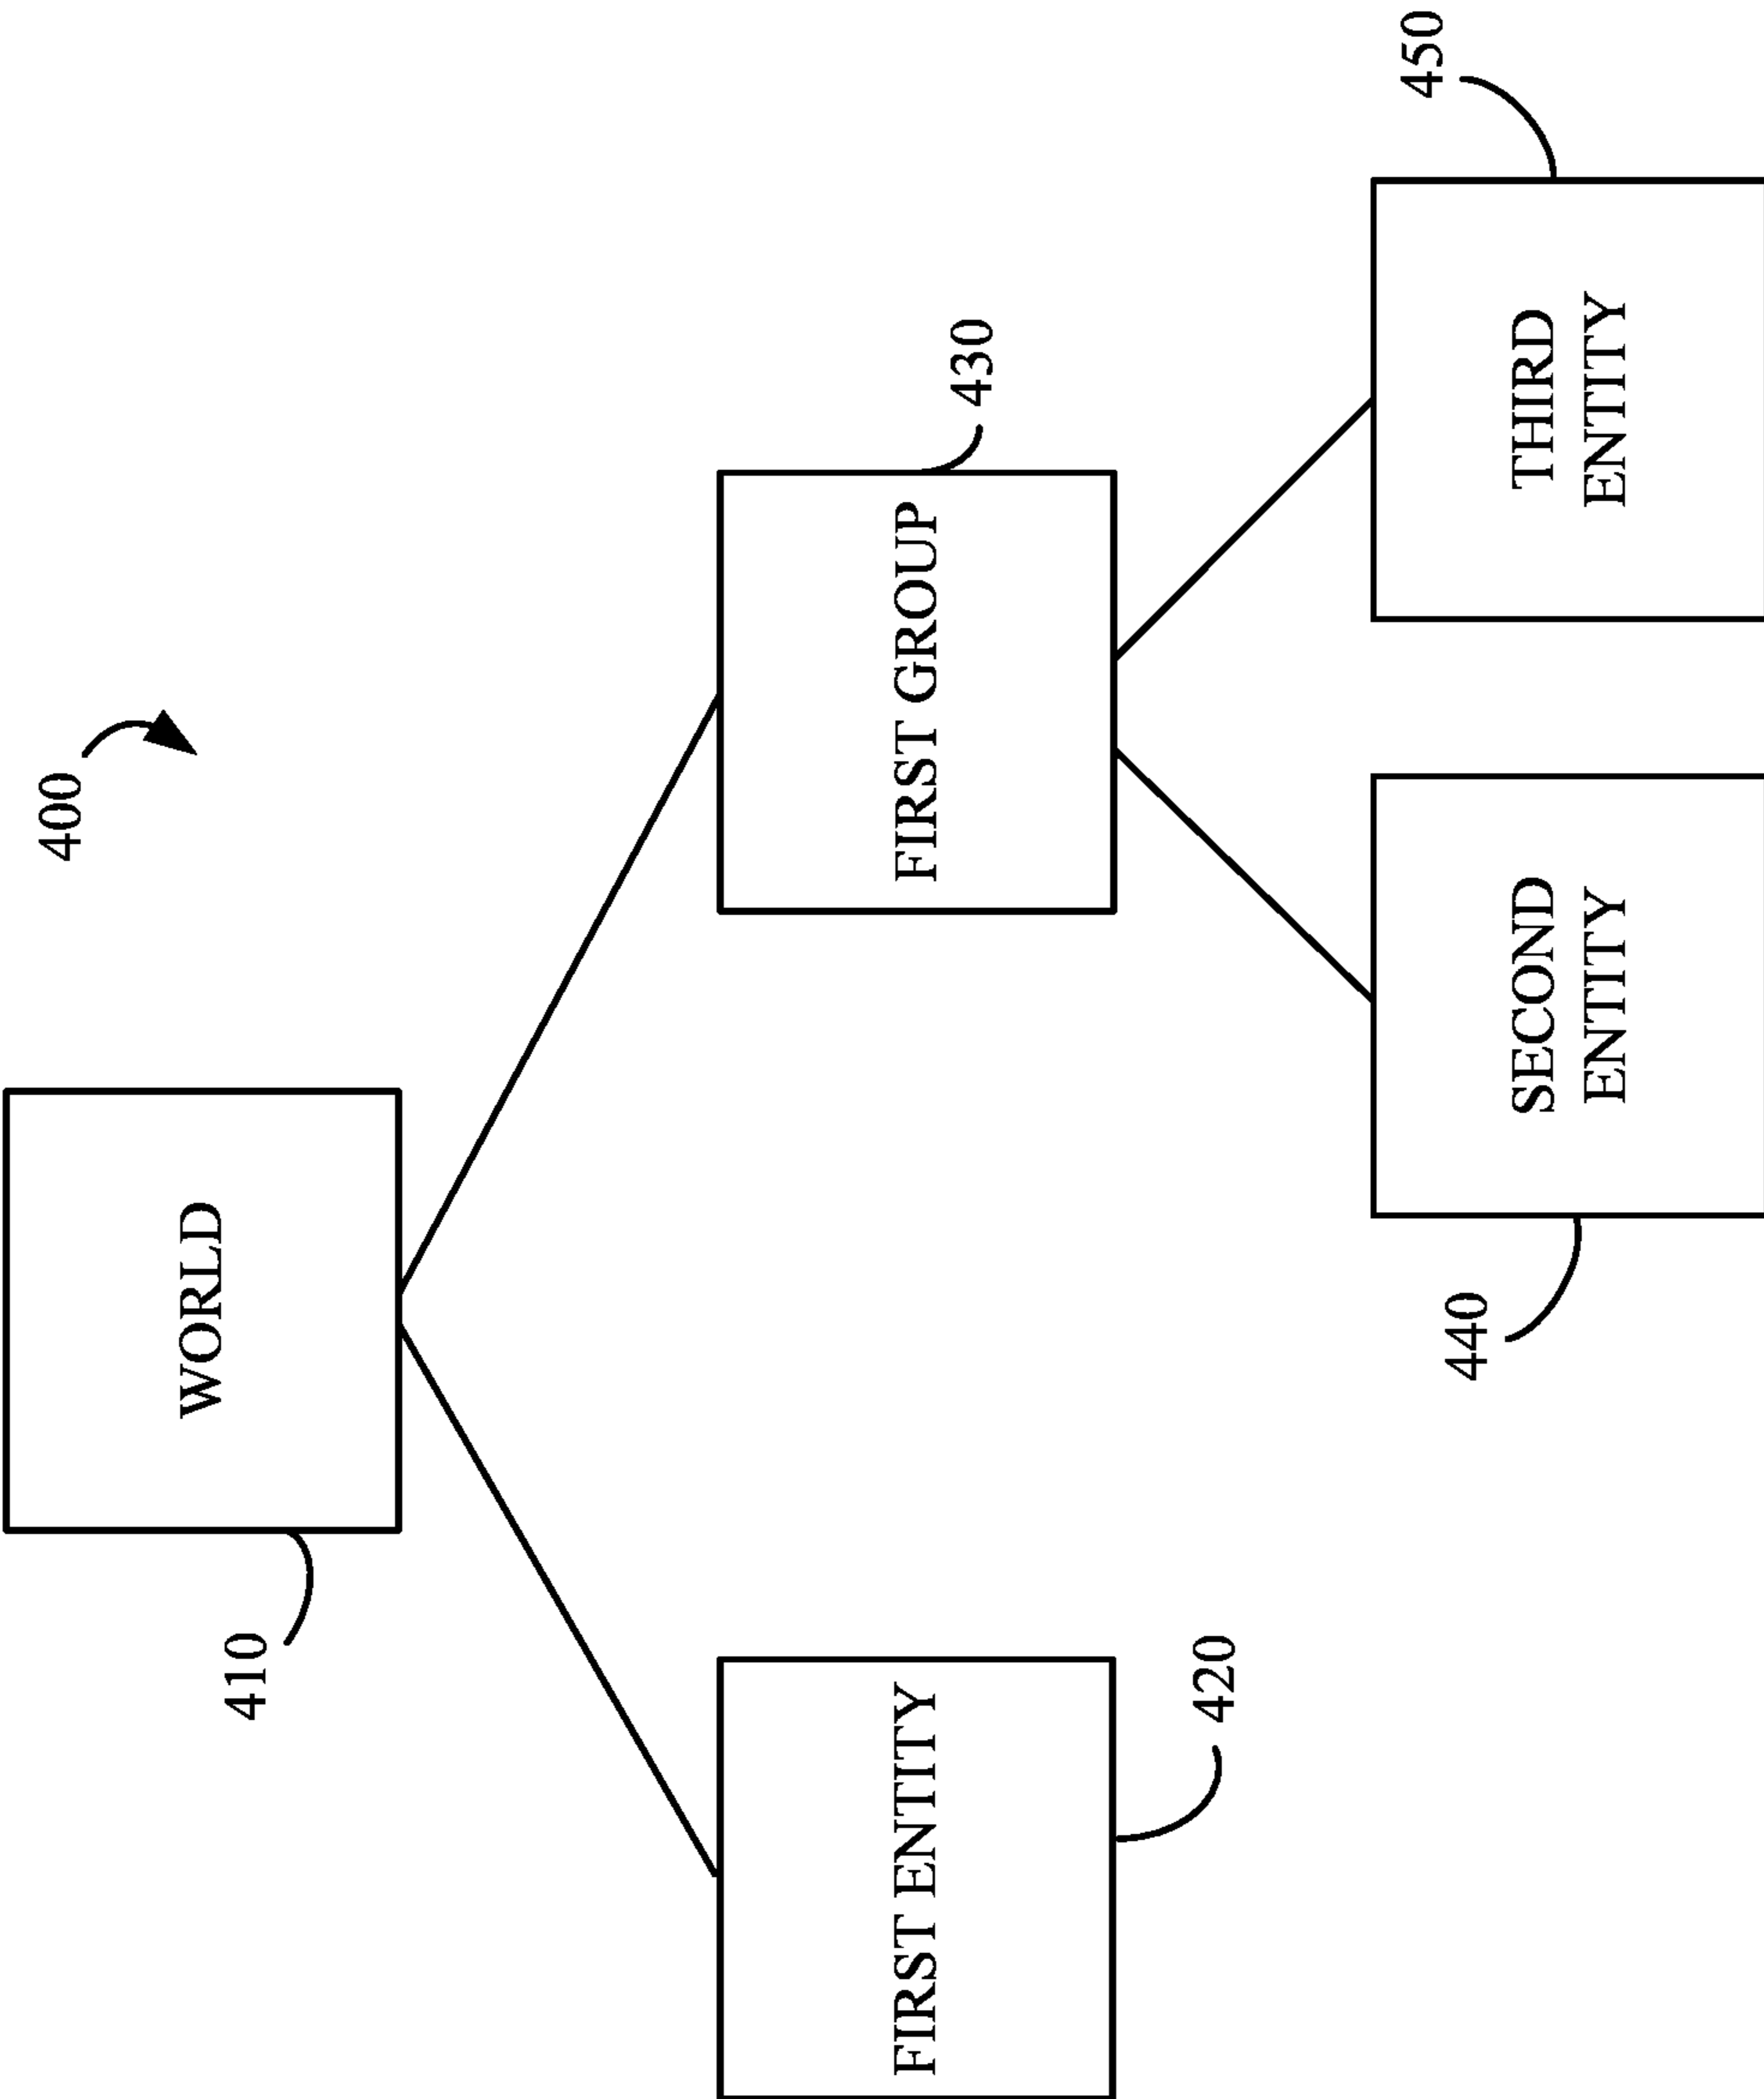 400
WORLD
410
FIRST ENTITY
420
FIRST GROUP
430
SECOND
ENTITY
440
THIRD
ENTITY
450